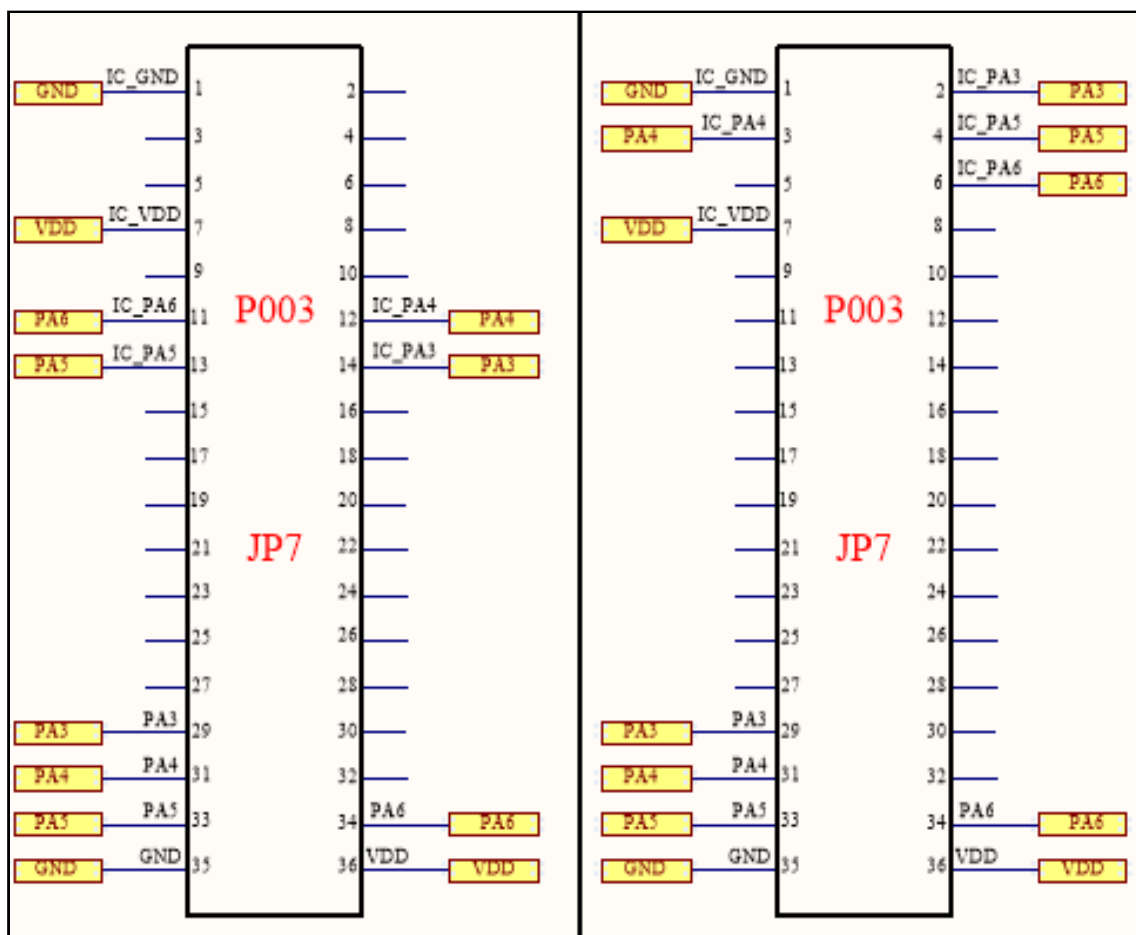 IC_GND
GND 1 2
3 4
5 6
IC_VDD
VDD 7 8
9 10
IC_PA6 IC_PA4
PA6 11 P003 12 PA4
IC_PA5 IC_PA3
PA5 13 14 PA3
15 16
17 18
19 20
21 JP7 22
23 24
25 26
27 28
PA3
PA3 29 30
PA4
PA4 31 32
PA5 PA6
PA5 33 34 PA6
GND VDD
GND 35 36 VDD
IC_GND IC_PA3
GND 1 2 PA3
IC_PA4 IC_PA5
PA4 3 4 PA5
IC_PA6
5 6 PA6
IC_VDD
VDD 7 8
9 10
11 P003 12
13 14
15 16
17 18
19 20
21 JP7 22
23 24
25 26
27 28
PA3
PA3 29 30
PA4
PA4 31 32
PA5 PA6
PA5 33 34 PA6
GND VDD
GND 35 36 VDD